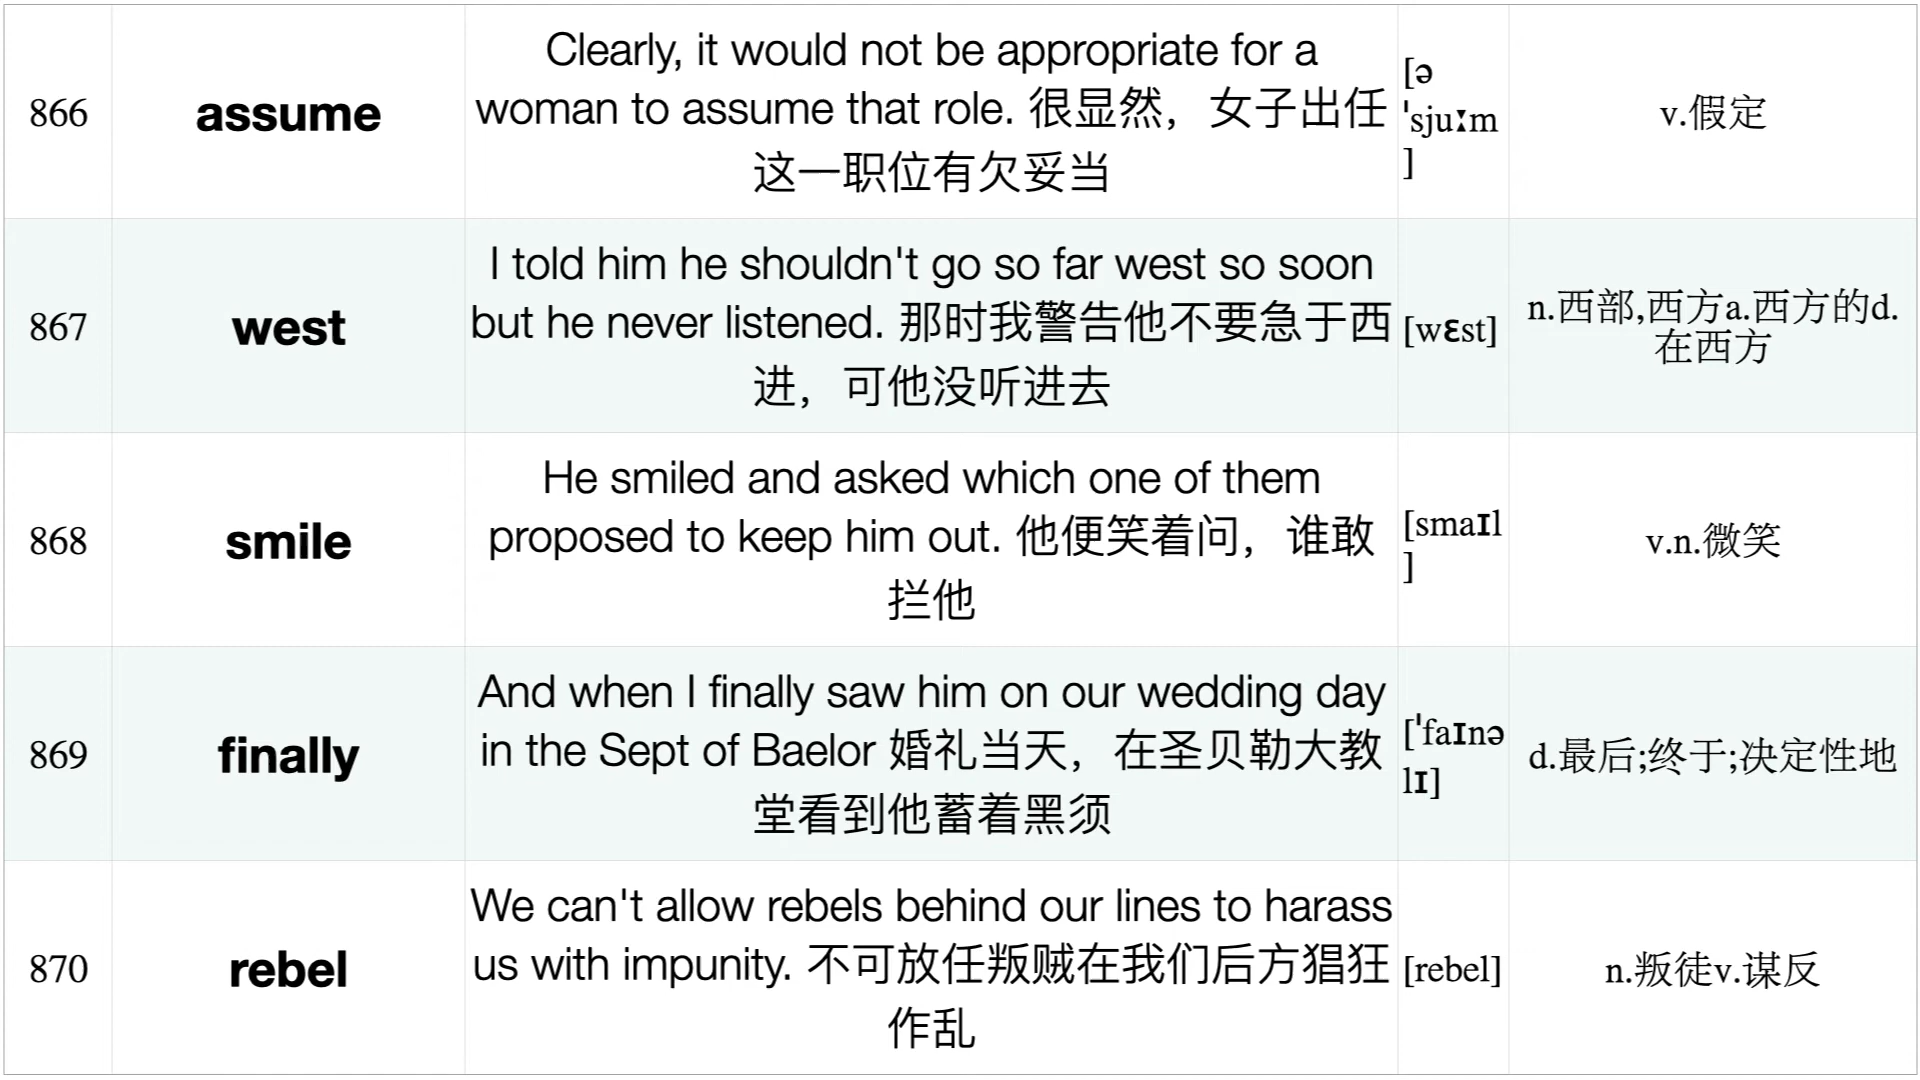 866
assume
Clearly, it would not be appropriate for a
woman to assume that role. 很显然，女子出任
这一职位有欠妥当
[ə
ˈsjuːm
]
v.假定
867
west
I told him he shouldn't go so far west so soon
but he never listened. 那时我警告他不要急于西
进，可他没听进去
[wɛst]
n.西部,西方a.西方的d.
在西方
868
smile
He smiled and asked which one of them
proposed to keep him out. 他便笑着问，谁敢
拦他
[smaɪl
]
v.n.微笑
869
finally
And when I finally saw him on our wedding day
in the Sept of Baelor 婚礼当天，在圣贝勒大教
堂看到他蓄着黑须
[ˈfaɪnə
lɪ]
d.最后;终于;决定性地
870
rebel
We can't allow rebels behind our lines to harass
us with impunity. 不可放任叛贼在我们后方猖狂
作乱
[rebel]
n.叛徒v.谋反